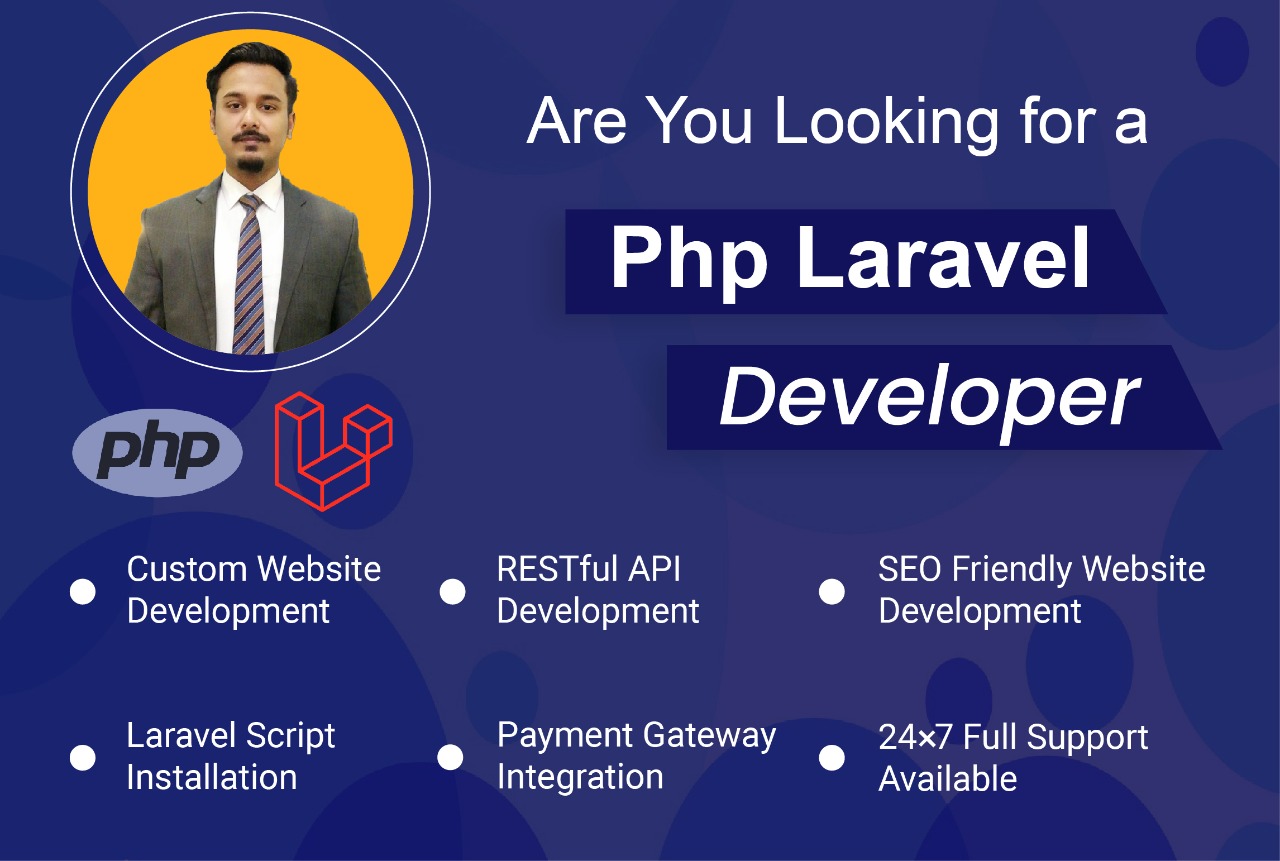 Are You Looking for a
Php Laravel
Developer
php
Custom Website
Development
RESTful API
Development
SEO Friendly Website
Development
Laravel Script
Installation
Payment Gateway
Integration
24×7 Full Support
Available